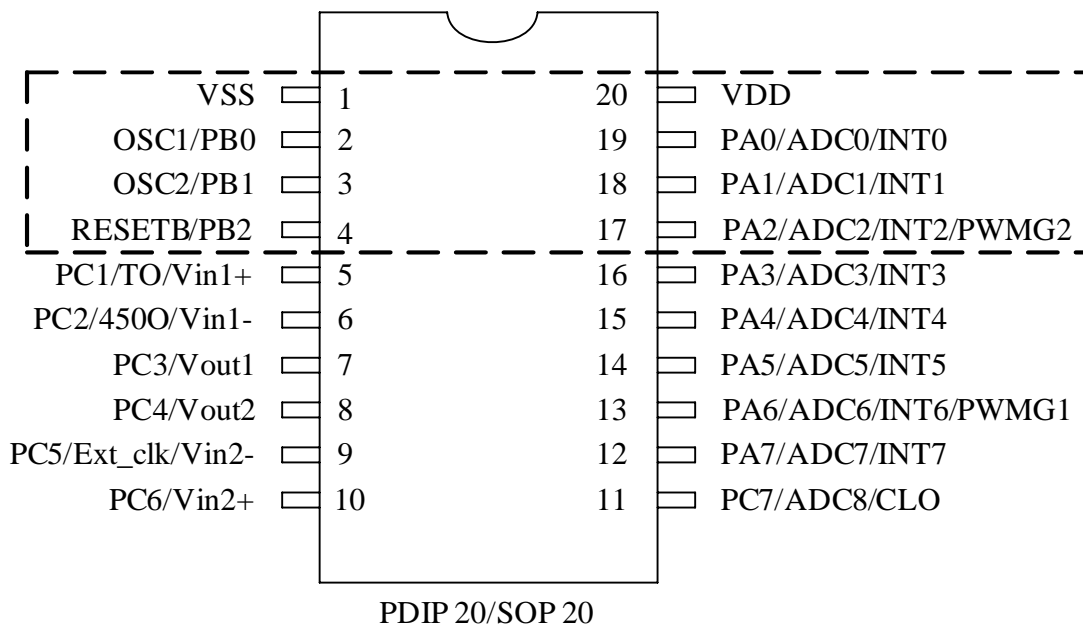 VSS 1 20 VDD
OSC1/PB0 2 19 PA0/ADC0/INT0
OSC2/PB1 3 18 PA1/ADC1/INT1
RESETB/PB2 4 17 PA2/ADC2/INT2/PWMG2
PC1/TO/Vin1+ 5 16 PA3/ADC3/INT3
PC2/450O/Vin1- 6 15 PA4/ADC4/INT4
PC3/Vout1 7 14 PA5/ADC5/INT5
PC4/Vout2 8 13 PA6/ADC6/INT6/PWMG1
PC5/Ext_clk/Vin2- 9 12 PA7/ADC7/INT7
PC6/Vin2+ 10 11 PC7/ADC8/CLO
PDIP 20/SOP 20